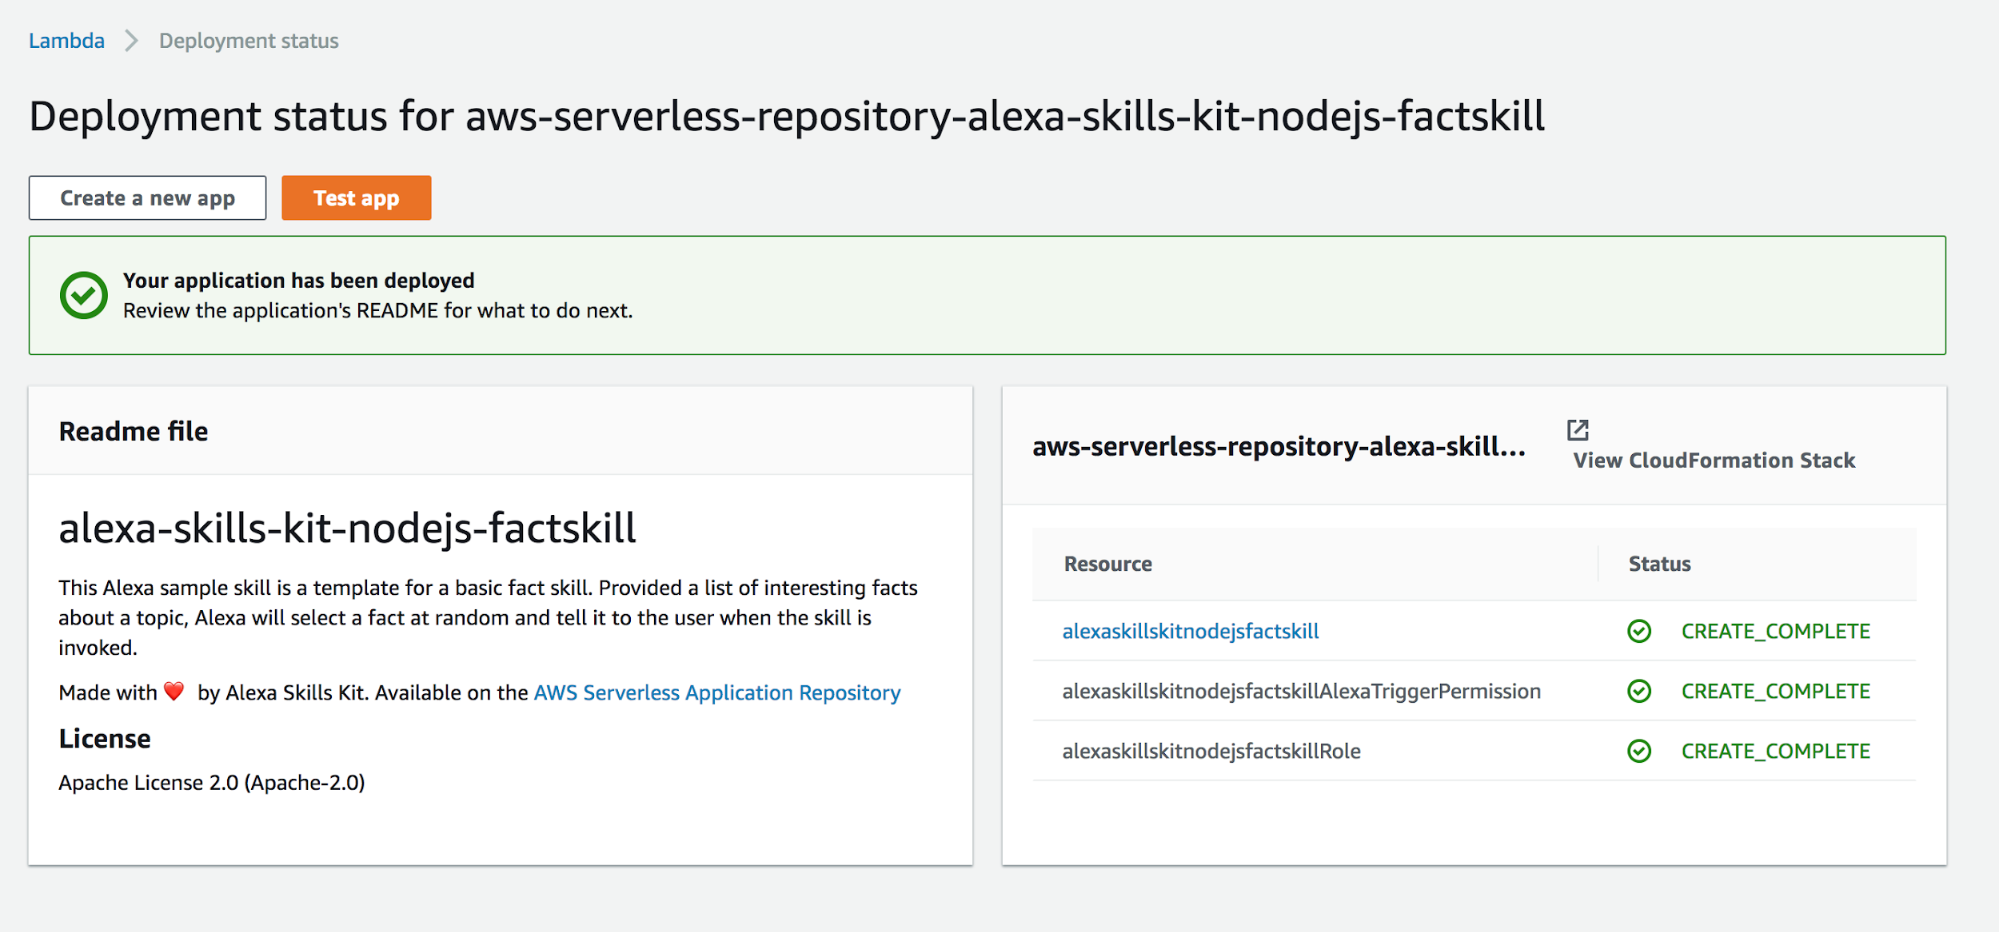 Lambda > Deployment status
Deployment status for aws-serverless-repository-alexa-skills-kit-nodejs-factskill
Create a new app
Test app
Your application has been deployed
Review the application's README for what to do next.
Readme file
alexa-skills-kit-nodejs-factskill
This Alexa sample skill is a template for a basic fact skill. Provided a list of interesting facts
about a topic, Alexa will select a fact at random and tell it to the user when the skill is
invoked.
Made with ❤️ by Alexa Skills Kit. Available on the AWS Serverless Application Repository
License
Apache License 2.0 (Apache-2.0)
aws-serverless-repository-alexa-skill...
View CloudFormation Stack
Resource Status
alexaskillskitnodejsfactskill CREATE_COMPLETE
alexaskillskitnodejsfactskillAlexaTriggerPermission CREATE_COMPLETE
alexaskillskitnodejsfactskillRole CREATE_COMPLETE